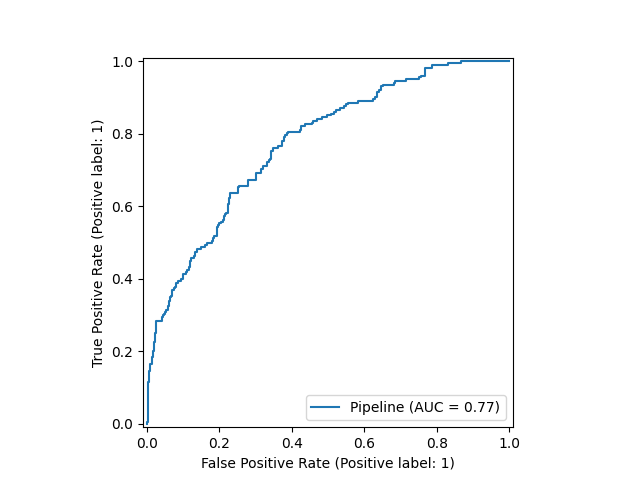 1.0
0.8
0.6
0.4
0.2
0.0
True Positive Rate (Positive label: 1)
Pipeline (AUC = 0.77)
0.0 0.2 0.4 0.6 0.8 1.0
False Positive Rate (Positive label: 1)